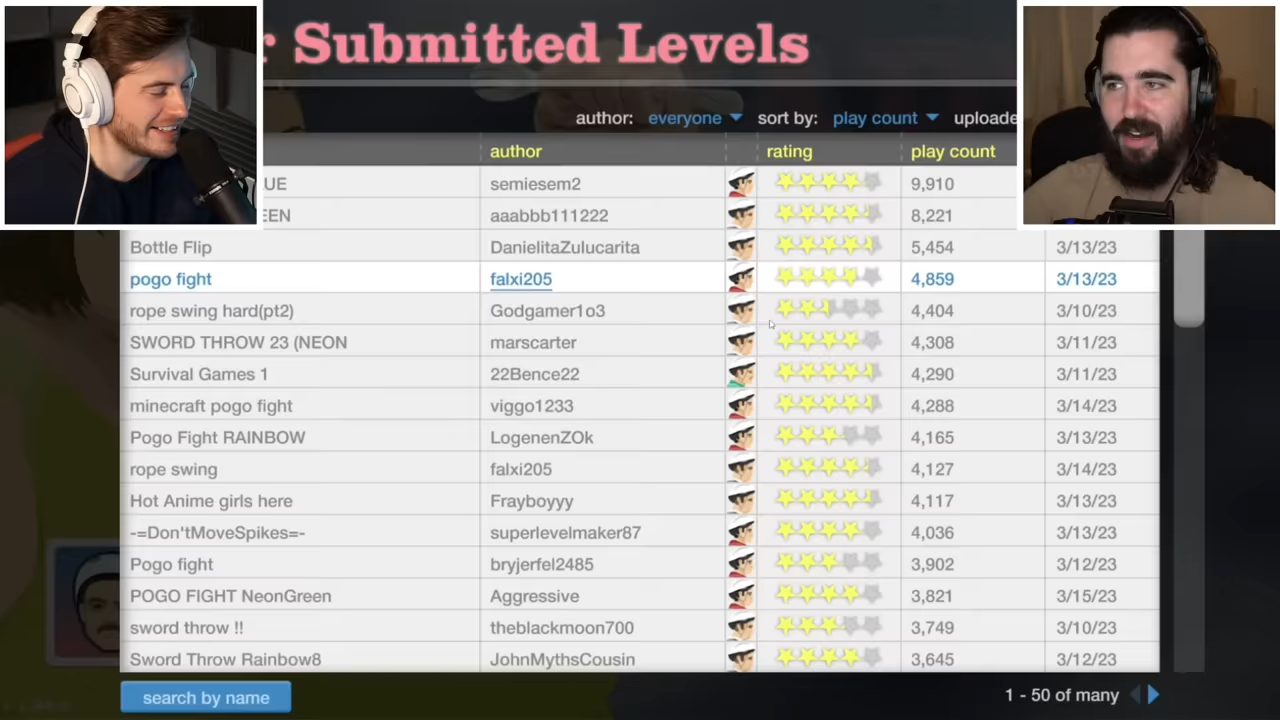 r Submitted Levels
author: everyone sort by: play count uploade
author rating play count
UE semiesem2 9,910
EEN aaabbb111222 8,221
Bottle Flip DanielitaZulucarita 5,454 3/13/23
pogo fight falxi205 4,859 3/13/23
rope swing hard(pt2) Godgamer1o3 4,404 3/10/23
SWORD THROW 23 (NEON marscarter 4,308 3/11/23
Survival Games 1 22Bence22 4,290 3/11/23
minecraft pogo fight viggo1233 4,288 3/14/23
Pogo Fight RAINBOW LogenenZOk 4,165 3/13/23
rope swing falxi205 4,127 3/14/23
Hot Anime girls here Frayboyyy 4,117 3/13/23
-=Don'tMoveSpikes=- superlevelmaker87 4,036 3/13/23
Pogo fight bryjerfel2485 3,902 3/12/23
POGO FIGHT NeonGreen Aggressive 3,821 3/15/23
sword throw !! theblackmoon700 3,749 3/10/23
Sword Throw Rainbow8 JohnMythsCousin 3,645 3/12/23
search by name 1 - 50 of many